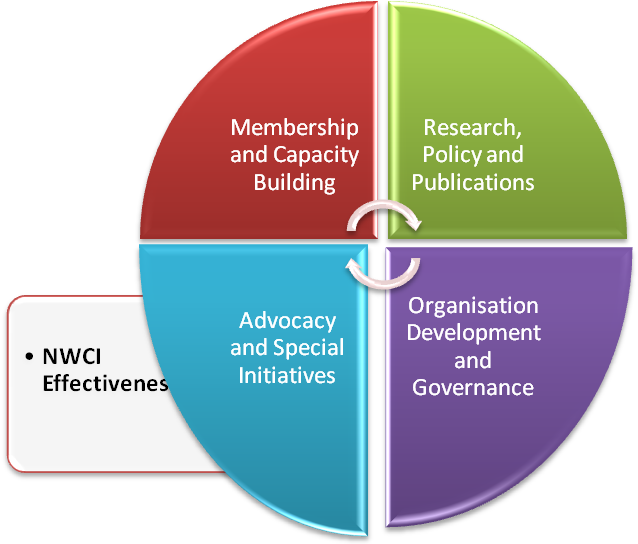 Membership
and Capacity
Building
Research,
Policy and
Publications
• NWCI
Effectivenes
Advocacy
and Special
Initiatives
Organisation
Development
and
Governance